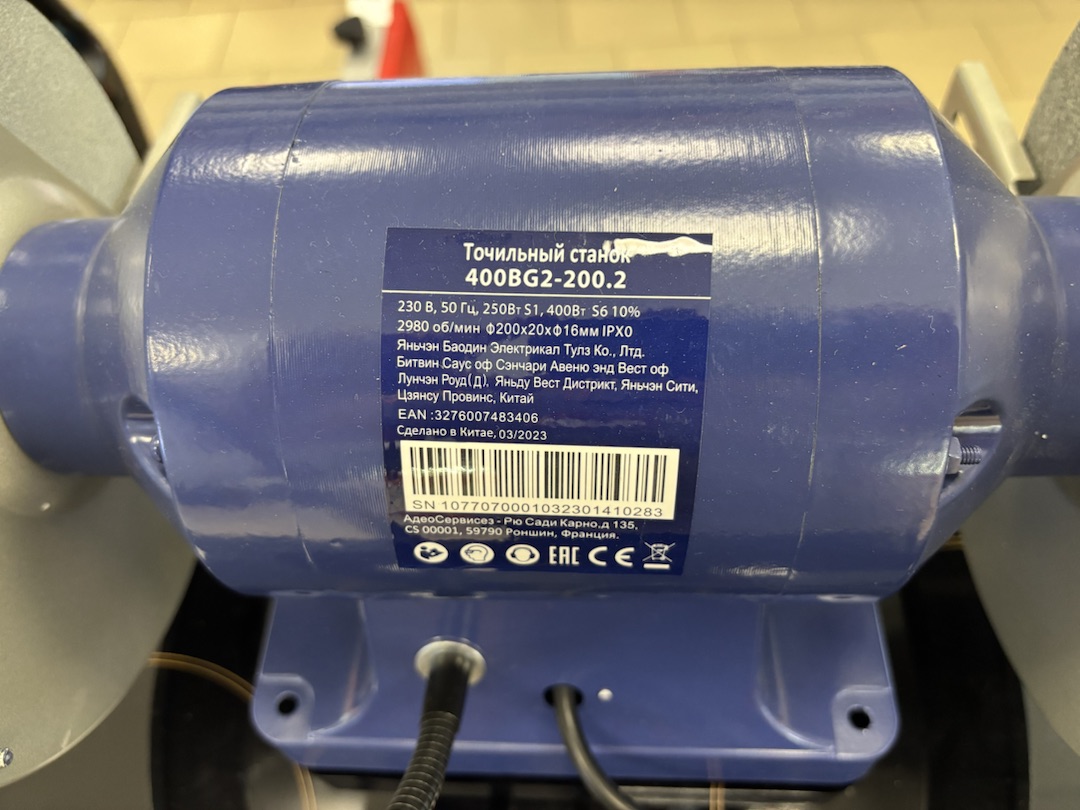 Точильный станок
400BG2-200.2
230 В, 50 Гц, 250Вт S1, 400Вт S6 10%
2980 об/мин ф200x20xф16мм IPX0
Яньчэн Баодин Электрикал Тулз Ко., Лтд.
Битвин Саус оф Сэнчари Авеню энд Вест оф
Лунчэн Роуд(Д), Яньду Вест Дистрикт, Яньчэн Сити,
Цзянсу Провинс, Китай
EAN :3276007483406
Сделано в Китае, 03/2023
SN 1077070001032301410283
АдеоСервисез - Рю Сади Карно,д 135,
CS 00001, 59790 Роншин, Франция.
EAC CE